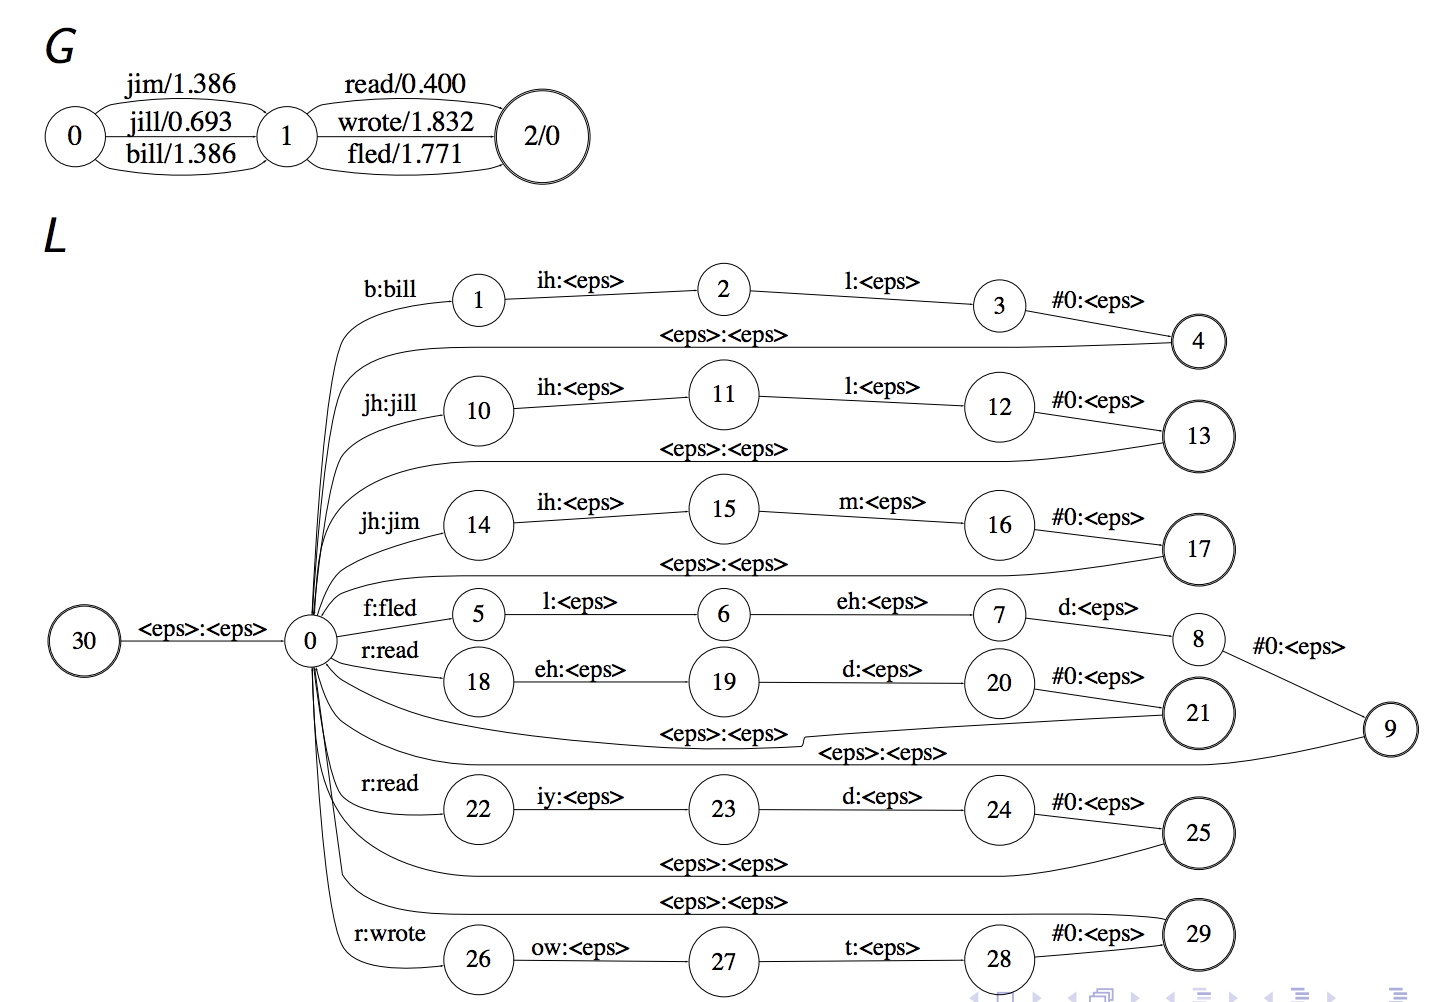 G
jim/1.386 read/0.400
jill/0.693 wrote/1.832
0 1 2/0
bill/1.386 fled/1.771
L
b:bill 1 ih:<eps> 2 l:<eps> 3 #0:<eps>
<eps>:<eps> 4
jh:jill 10 ih:<eps> 11 l:<eps> 12 #0:<eps>
<eps>:<eps> 13
jh:jim 14 ih:<eps> 15 m:<eps> 16 #0:<eps>
<eps>:<eps> 17
f:fled 5 l:<eps> 6 eh:<eps> 7 d:<eps> 8 #0:<eps>
30 <eps>:<eps> 0
r:read 18 eh:<eps> 19 d:<eps> 20 #0:<eps>
<eps>:<eps> 21
<eps>:<eps> 9
r:read 22 iy:<eps> 23 d:<eps> 24 #0:<eps>
<eps>:<eps> 25
<eps>:<eps> 29
r:wrote 26 ow:<eps> 27 t:<eps> 28 #0:<eps>